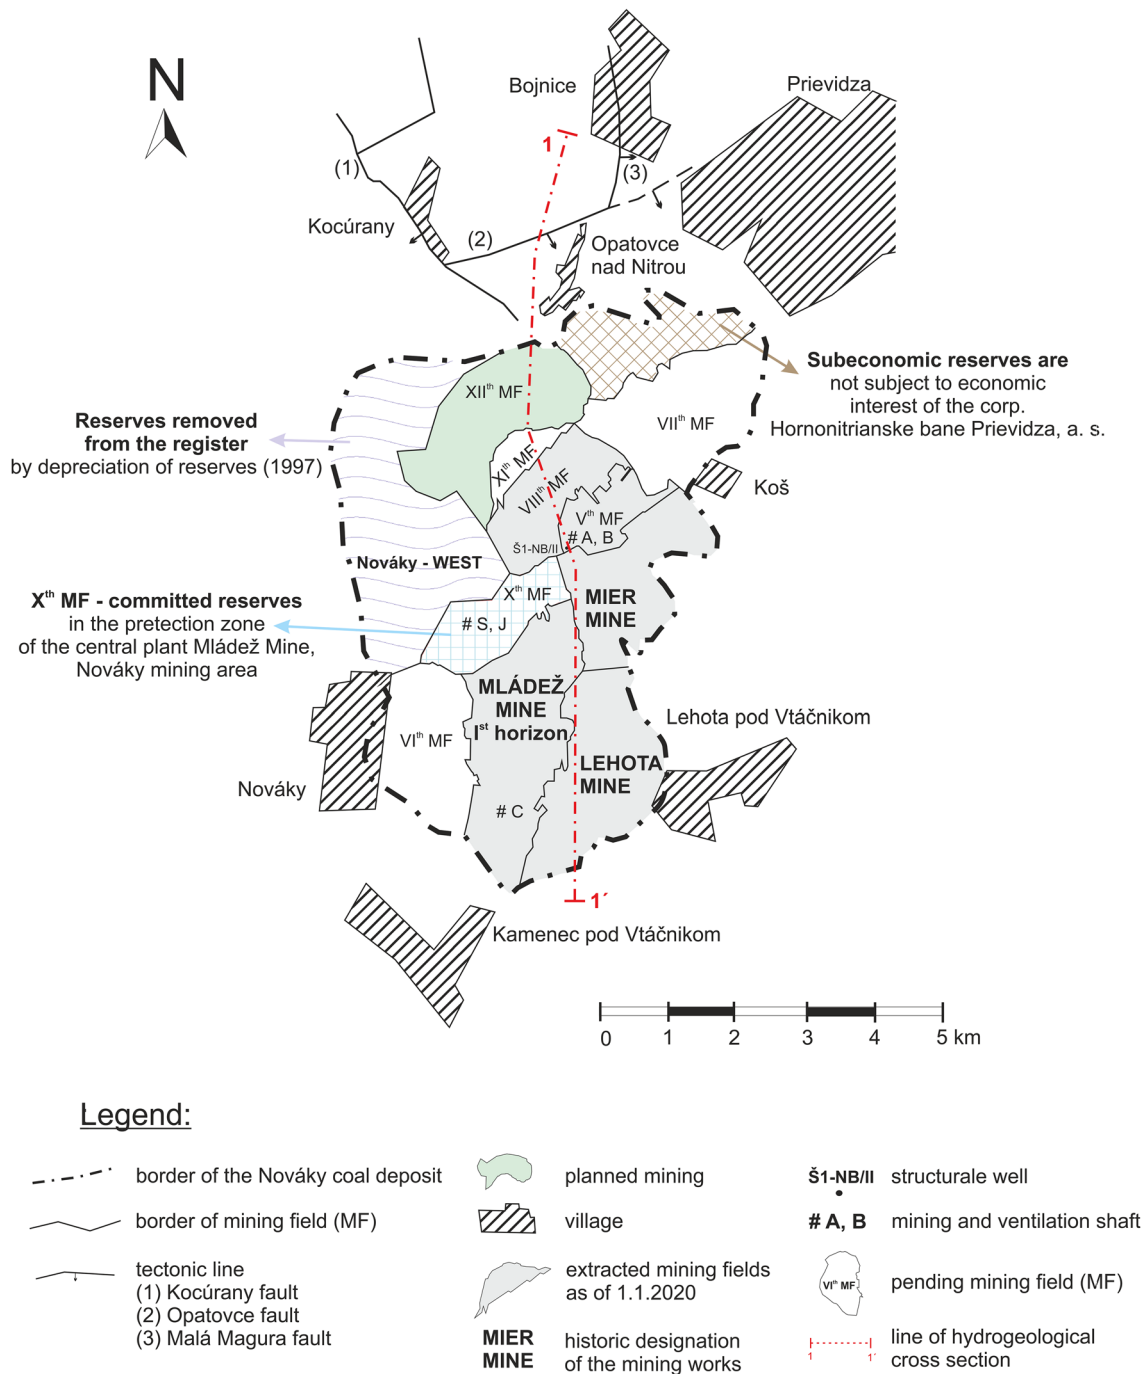 N
Bojnice
Prievidza
1
(1)
(3)
Kocúrany
(2)
Opatovce
nad Nitrou
Subeconomic reserves are
not subject to economic
interest of the corp.
Hornonitrianske bane Prievidza, a. s.
XIIth MF
Reserves removed
from the register
by depreciation of reserves (1997)
VIIth MF
XIth MF
VIIIth MF
Koš
Vth MF
# A, B
Š1-NB/II
Nováky - WEST
Xth MF
Xth MF - committed reserves
in the pretection zone
of the central plant Mládež Mine,
Nováky mining area
MIER
MINE
# S, J
MLÁDEŽ
MINE
Ist horizon
Lehota pod Vtáčnikom
VIth MF
LEHOTA
MINE
Nováky
# C
1´
Kamenec pod Vtáčnikom
0 1 2 3 4 5 km
Legend:
border of the Nováky coal deposit
border of mining field (MF)
tectonic line
(1) Kocúrany fault
(2) Opatovce fault
(3) Malá Magura fault
planned mining
village
extracted mining fields
as of 1.1.2020
MIER
MINE
historic designation
of the mining works
Š1-NB/II
structurale well
# A, B
mining and ventilation shaft
VIth MF
pending mining field (MF)
1 1'
line of hydrogeological
cross section